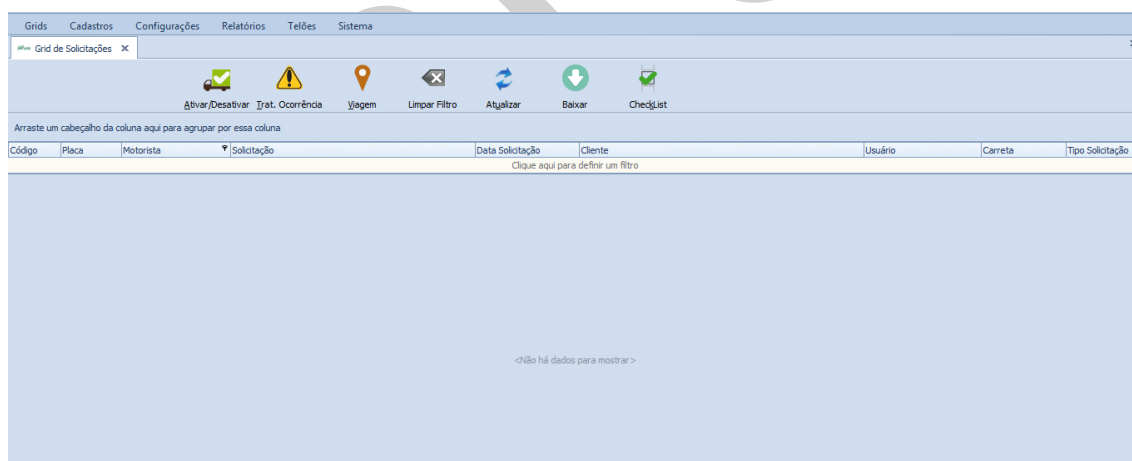 Grids Cadastros Configurações Relatórios Telões Sistema
Grid de Solicitações X
Ativar/Desativar Trat. Ocorrência Viagem Limpar Filtro Atualizar Baixar CheckList
Arraste um cabeçalho da coluna aqui para agrupar por essa coluna
Código Placa Motorista Solicitação Data Solicitação Cliente Usuário Carreta Tipo Solicitação
Clique aqui para definir um filtro
<Não há dados para mostrar>